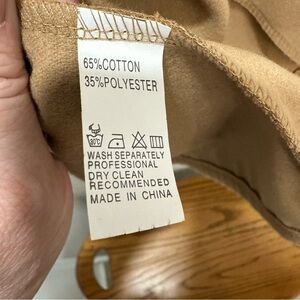 65%COTTON
35%POLYESTER
WASH SEPARATELY
PROFESSIONAL
DRY CLEAN
RECOMMENDED
MADE IN CHINA